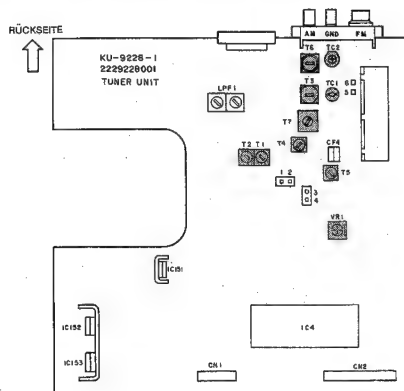 RÜCKSEITE
AM GND FM
KU-9228-1
2229228001
TUNER UNIT
T6 TC2
LPF1
T3 TC1
6
5
T7
T4 CF4
T2 T1
T5
1 2
3
4
VR1
IC151
IC152
IC4
IC153
CN1 CN2